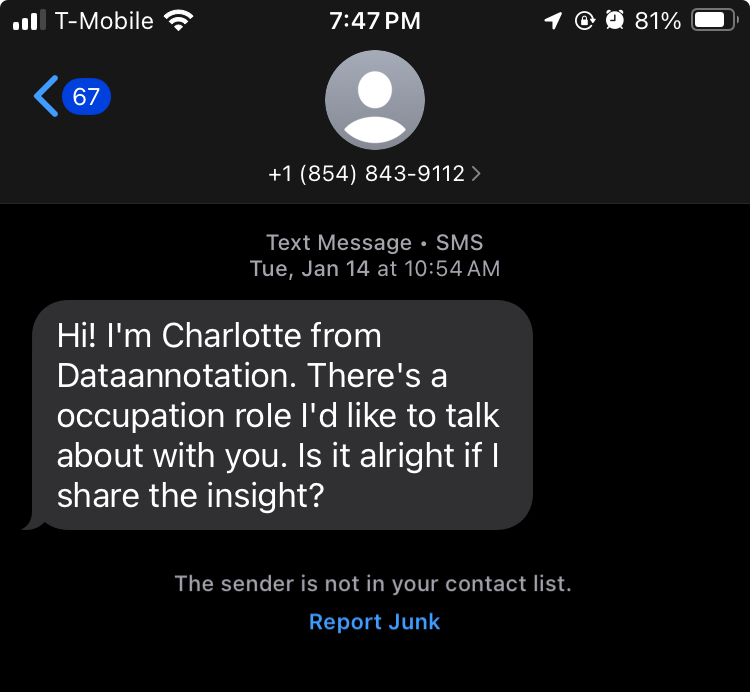 T-Mobile 7:47 PM 81%
67
+1 (854) 843-9112
Text Message • SMS
Tue, Jan 14 at 10:54 AM
Hi! I'm Charlotte from
Dataannotation. There's a
occupation role I'd like to talk
about with you. Is it alright if I
share the insight?
The sender is not in your contact list.
Report Junk